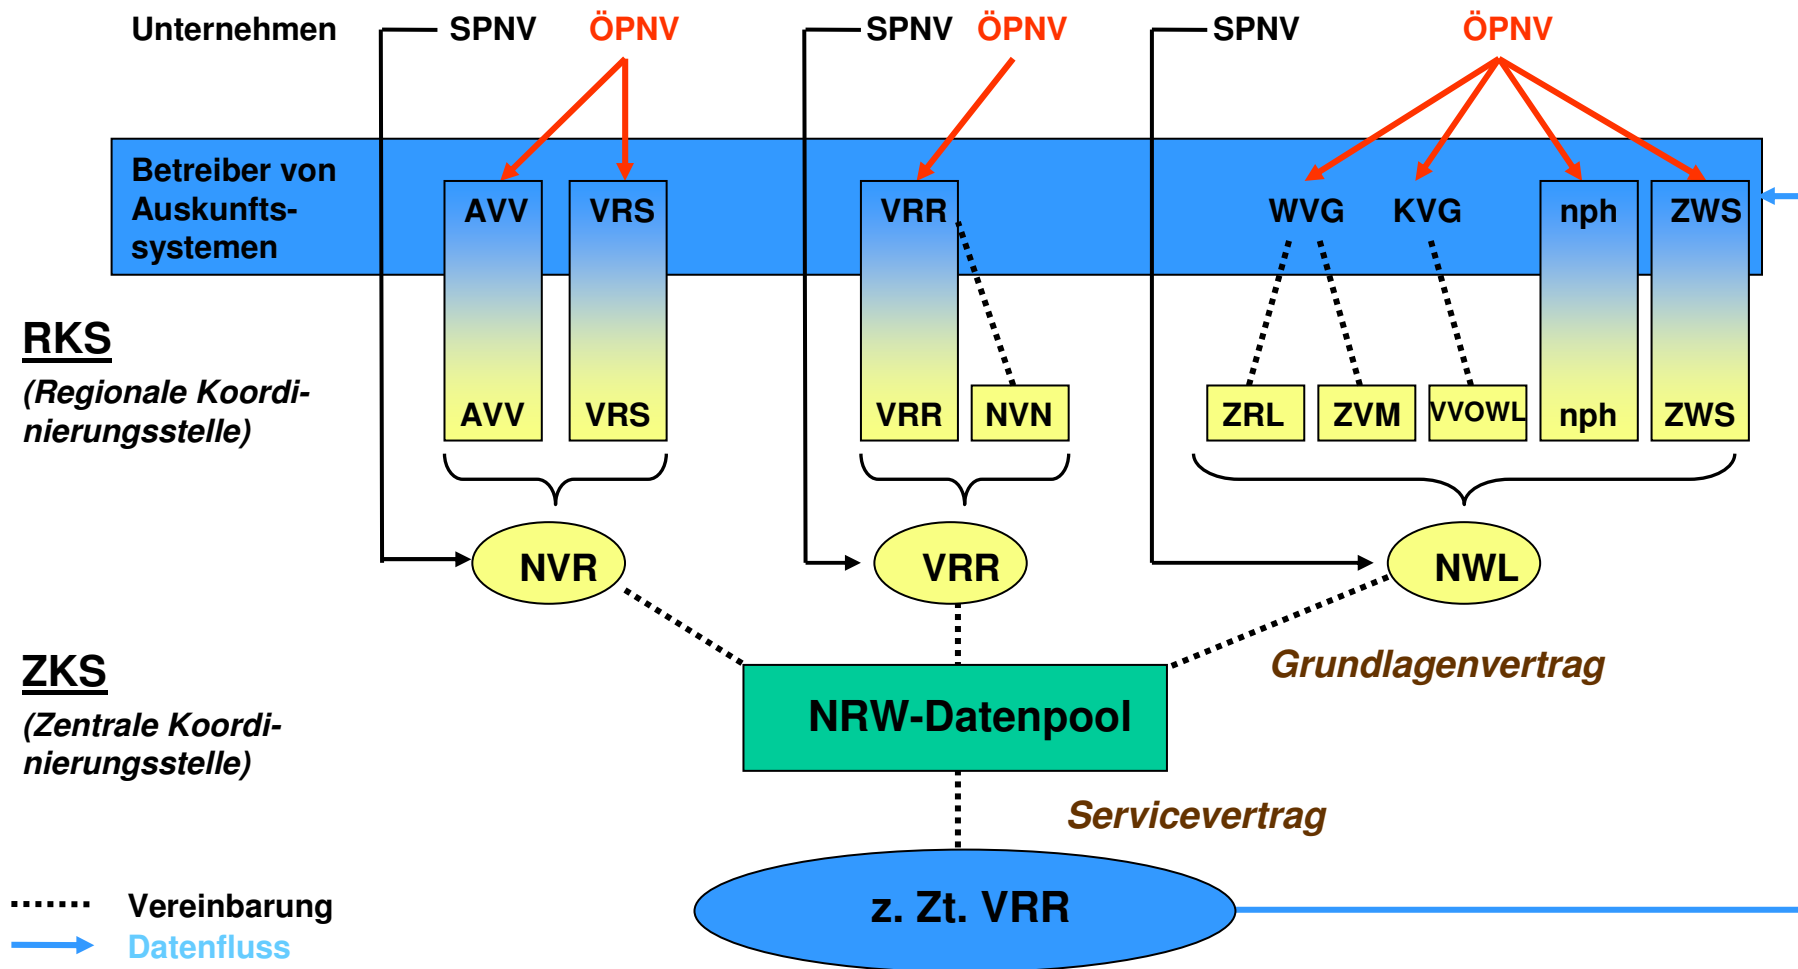 Unternehmen SPNV ÖPNV SPNV ÖPNV SPNV ÖPNV
Betreiber von
Auskunfts-
systemen
AVV VRS VRR WVG KVG nph ZWS
RKS
(Regionale Koordi-
nierungsstelle)
AVV VRS VRR NVN ZRL ZVM VVOWL nph ZWS
NVR VRR NWL
ZKS
(Zentrale Koordi-
nierungsstelle)
Grundlagenvertrag
NRW-Datenpool
Servicevertrag
z. Zt. VRR
Vereinbarung
Datenfluss